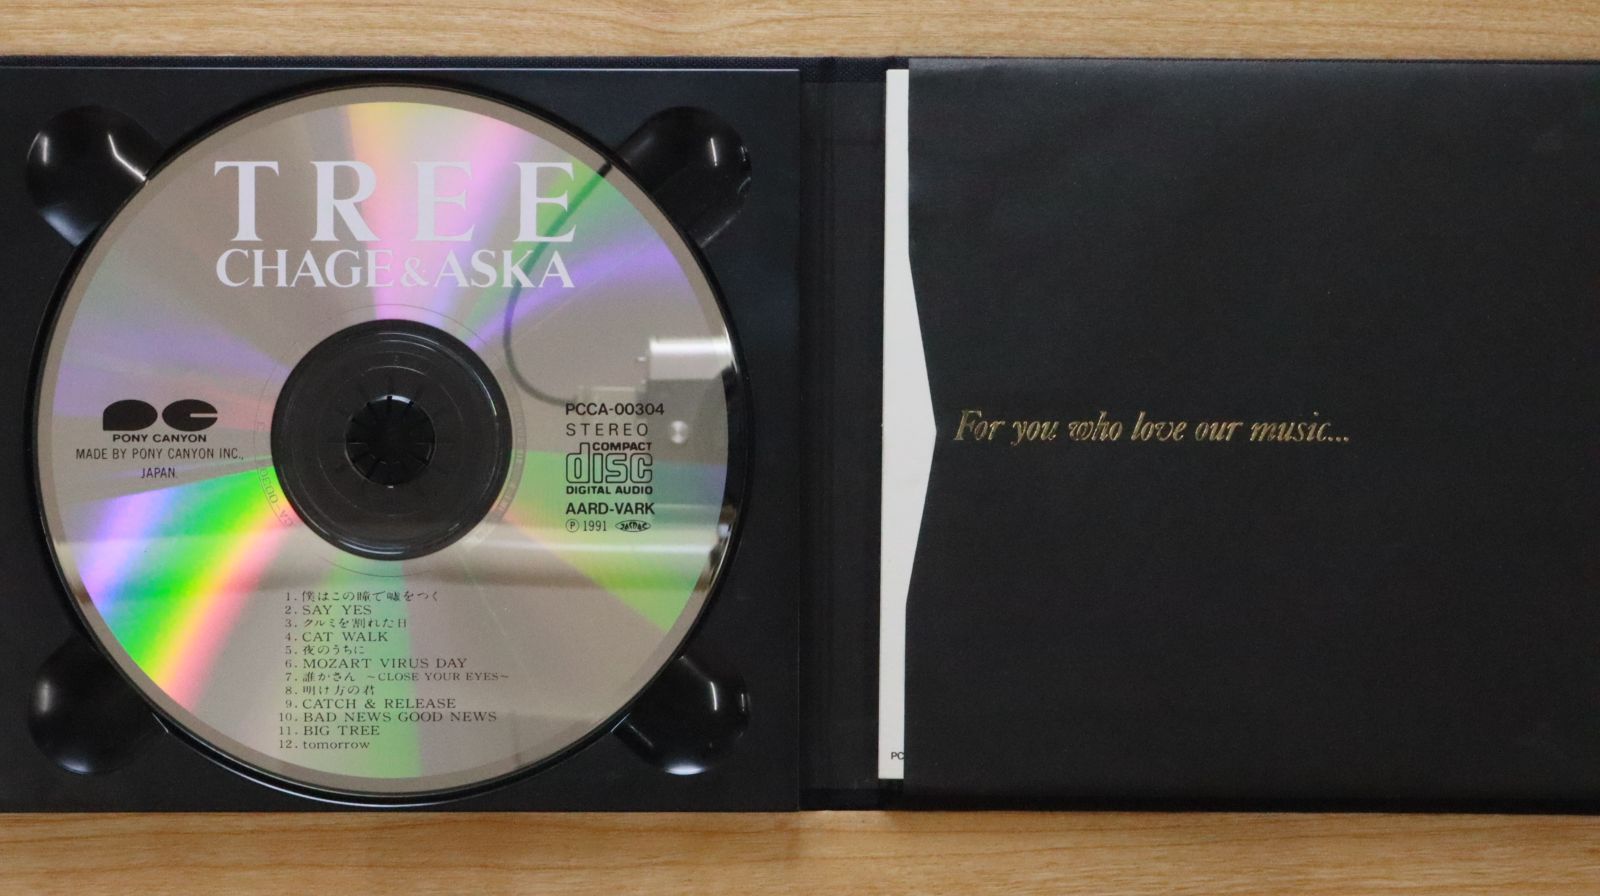 TREE
CHAGE & ASKA
PONY CANYON
MADE BY PONY CANYON INC.,
JAPAN.
PCCA-00304
STEREO
COMPACT
disc
DIGITAL AUDIO
AARD-VARK
Ⓟ 1991
1. 僕はこの瞳で嘘をつく
2. SAY YES
3. クルミを割れた日
4. CAT WALK
5. 夜のうちに
6. MOZART VIRUS DAY
7. 誰かさん ～CLOSE YOUR EYES～
8. 明け方の君
9. CATCH & RELEASE
10. BAD NEWS GOOD NEWS
11. BIG TREE
12. tomorrow
For you who love our music...
PC